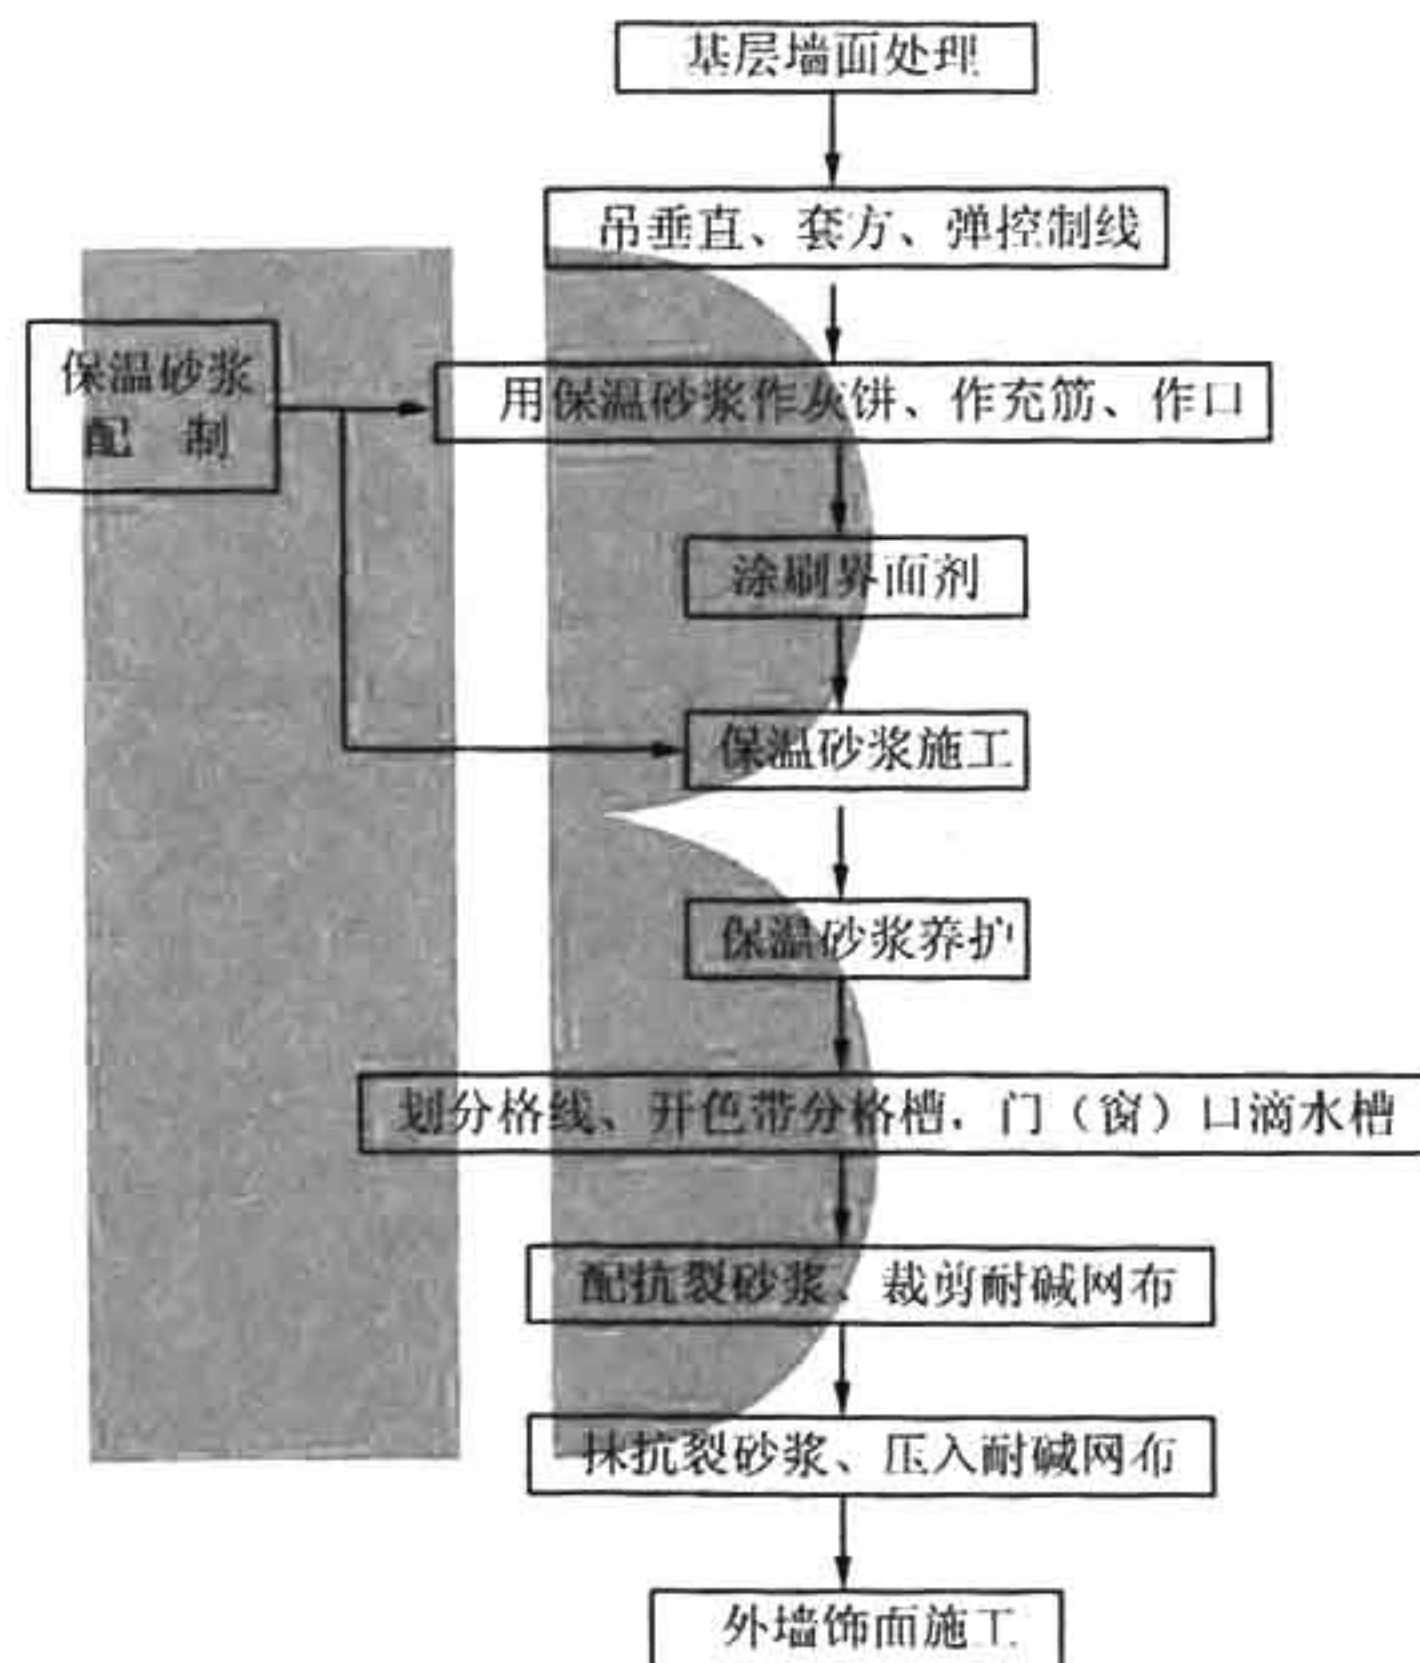 基层墙面处理
吊垂直、套方、弹控制线
保温砂浆
配 制
用保温砂浆作灰饼、作充筋、作口
涂刷界面剂
保温砂浆施工
保温砂浆养护
划分格线、开色带分格槽，门（窗）口滴水槽
配抗裂砂浆、裁剪耐碱网布
抹抗裂砂浆、压入耐碱网布
外墙饰面施工